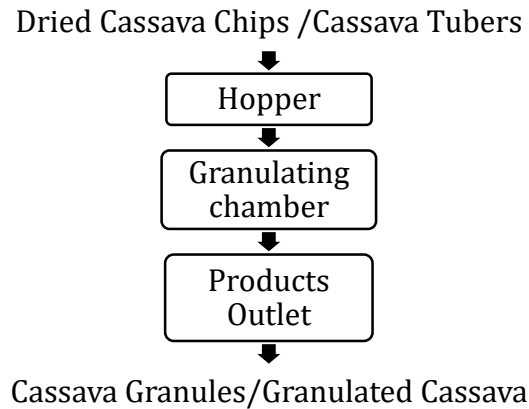 Dried Cassava Chips /Cassava Tubers
Hopper
Granulating
chamber
Products
Outlet
Cassava Granules/Granulated Cassava